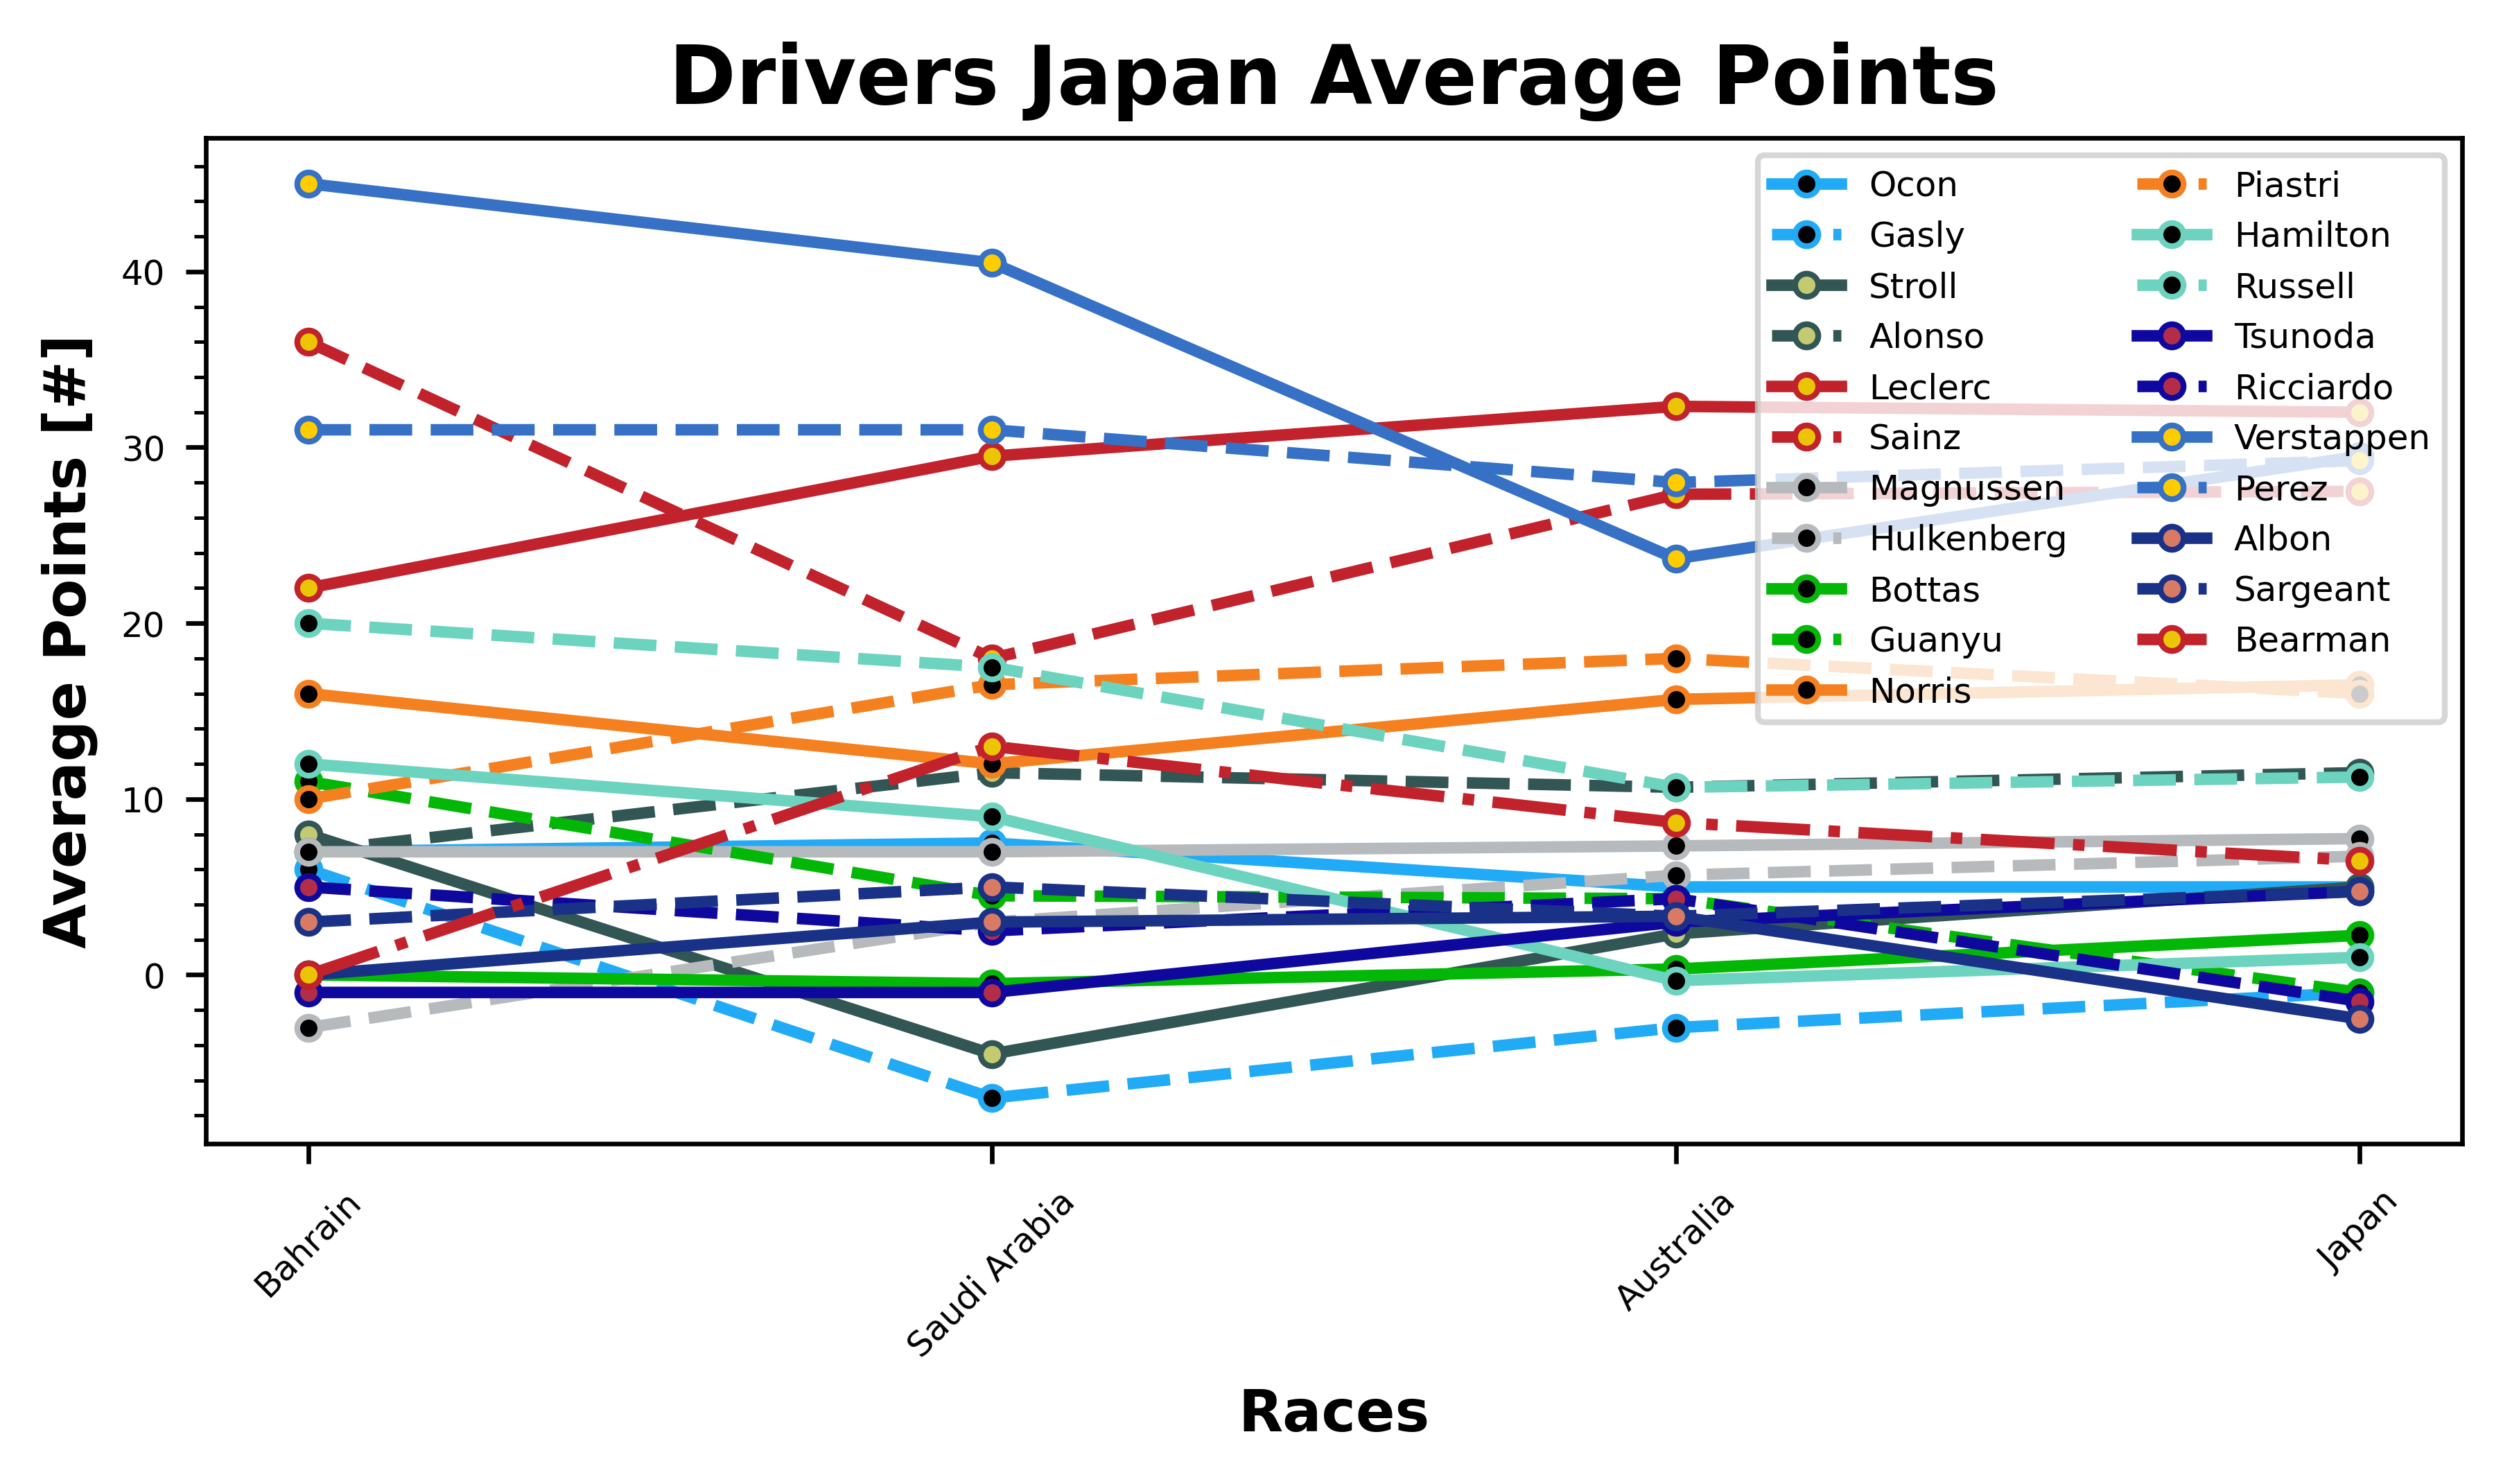 Drivers Japan Average Points
Average Points [#]
40
30
20
10
0
Ocon
Gasly
Stroll
Alonso
Leclerc
Sainz
Magnussen
Hulkenberg
Bottas
Guanyu
Norris
Piastri
Hamilton
Russell
Tsunoda
Ricciardo
Verstappen
Perez
Albon
Sargeant
Bearman
Bahrain
Saudi Arabia
Australia
Japan
Races